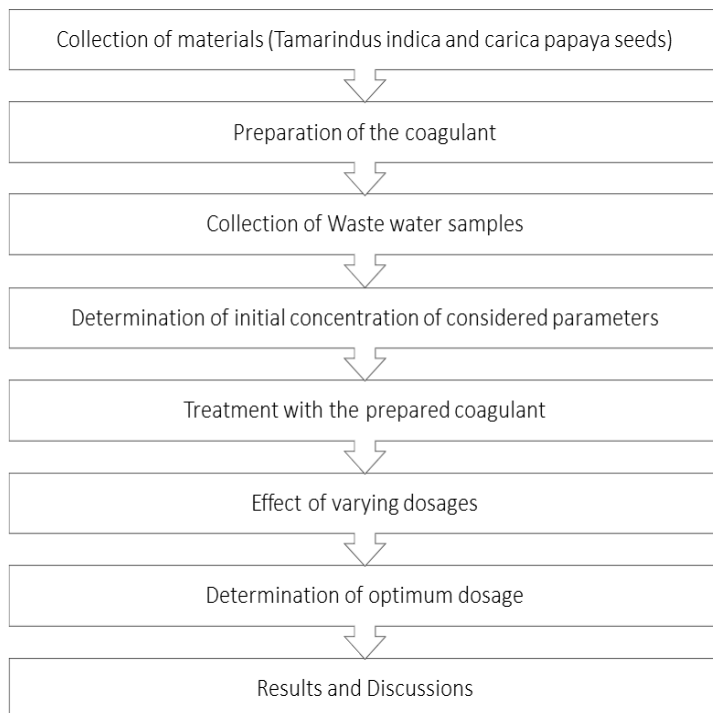 Collection of materials (Tamarindus indica and carica papaya seeds)
Preparation of the coagulant
Collection of Waste water samples
Determination of initial concentration of considered parameters
Treatment with the prepared coagulant
Effect of varying dosages
Determination of optimum dosage
Results and Discussions